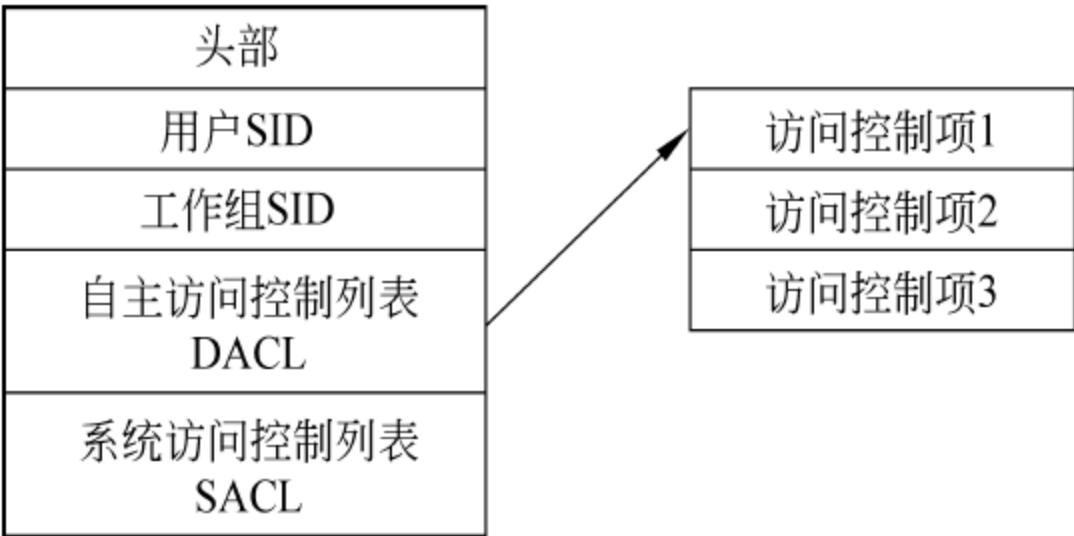 头部
用户SID
工作组SID
自主访问控制列表
DACL
系统访问控制列表
SACL
访问控制项1
访问控制项2
访问控制项3